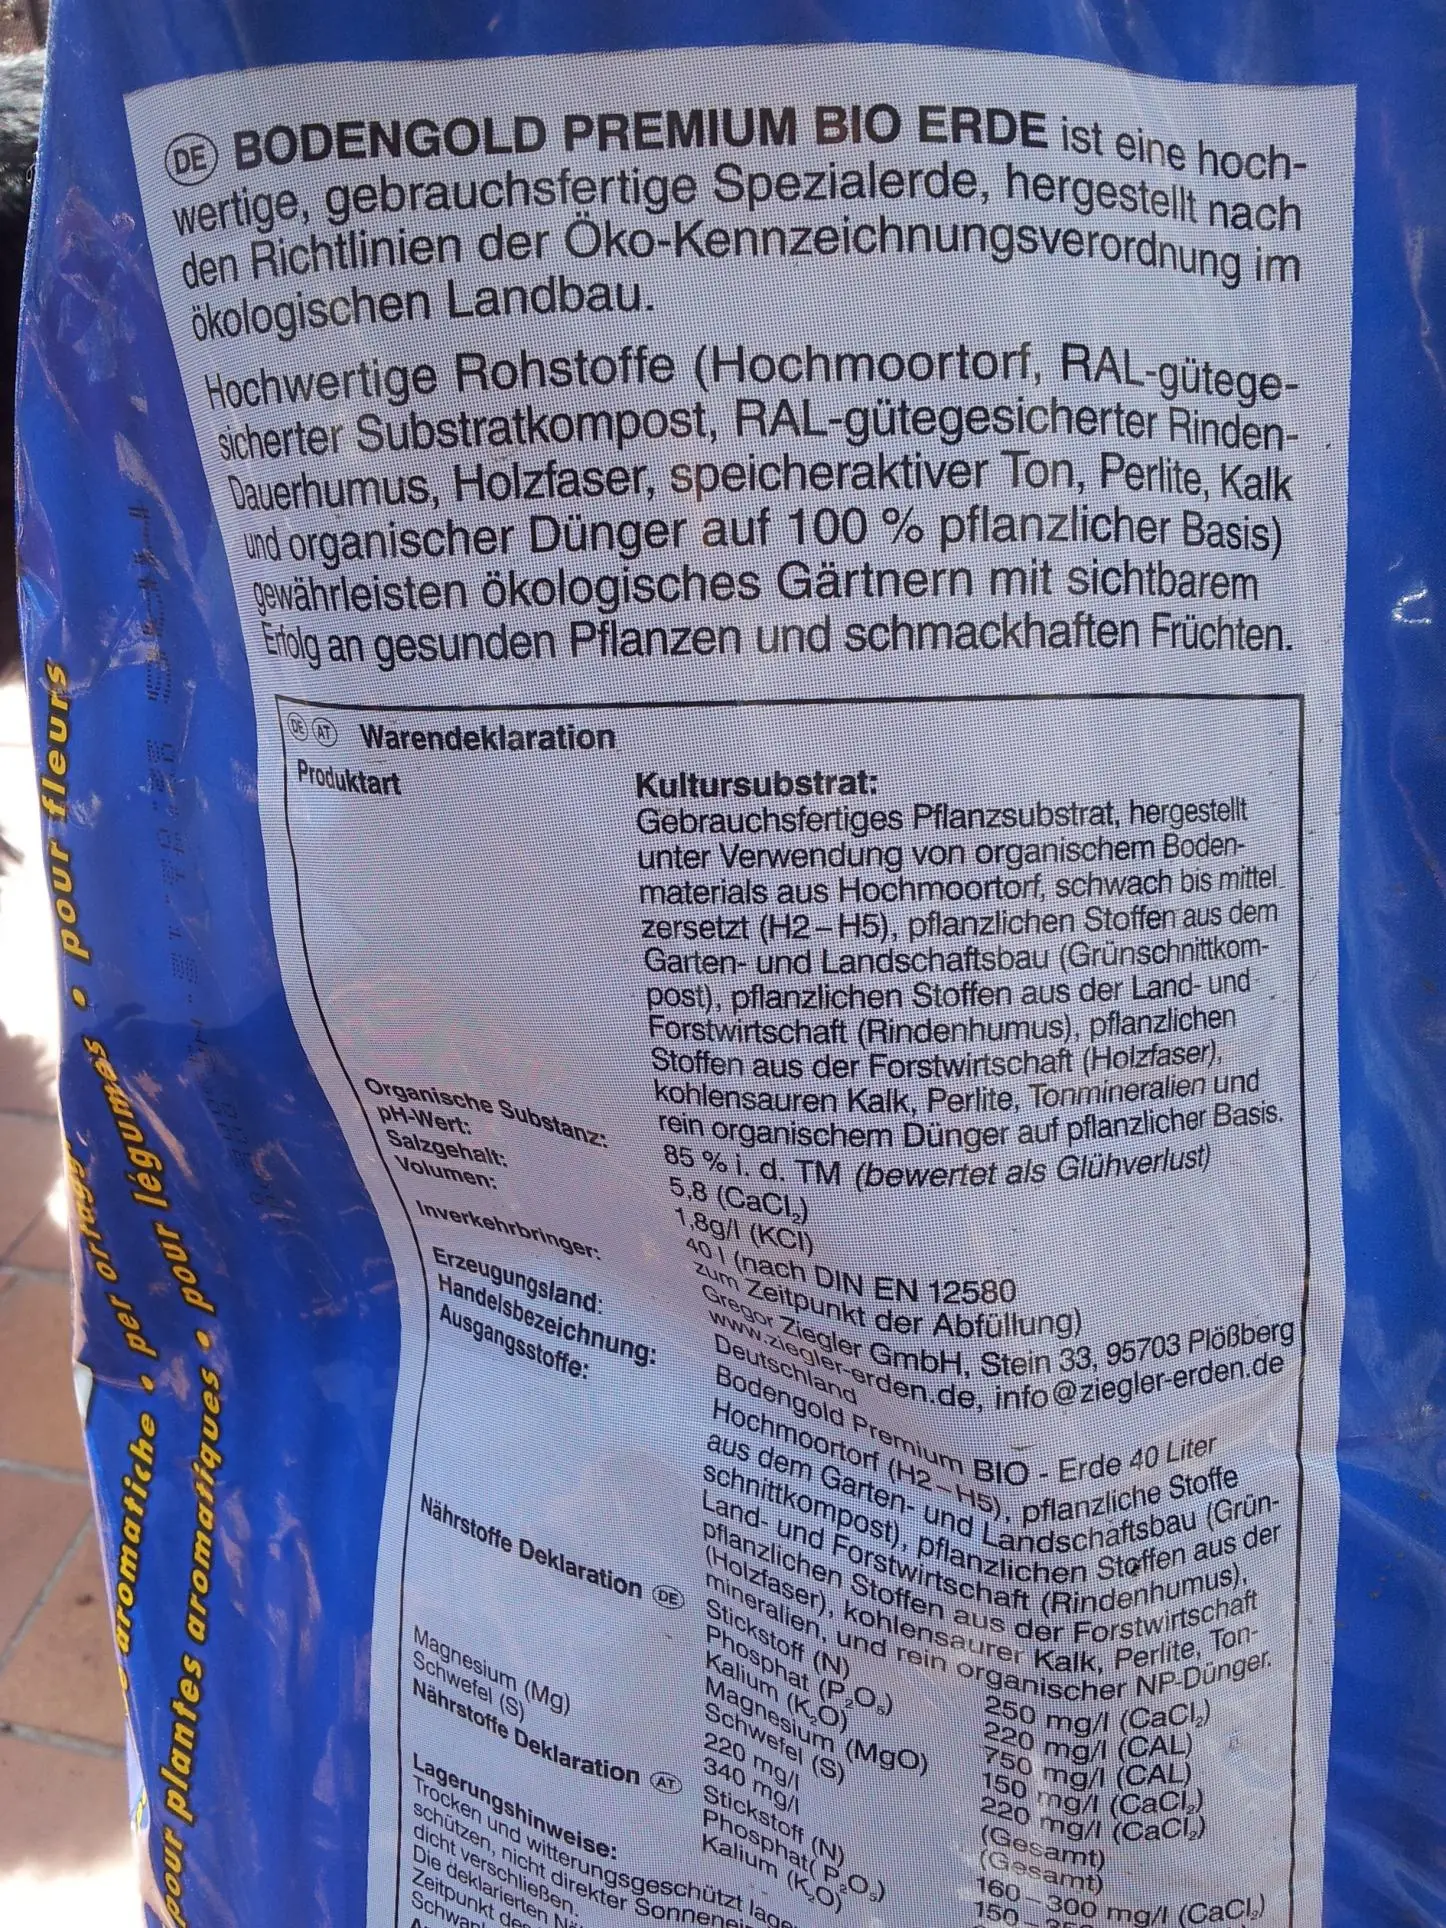 DE BODENGOLD PREMIUM BIO ERDE ist eine hoch-
wertige, gebrauchsfertige Spezialerde, hergestellt nach
den Richtlinien der Öko-Kennzeichnungsverordnung im
ökologischen Landbau.
Hochwertige Rohstoffe (Hochmoortorf, RAL-gütege-
sicherter Substratkompost, RAL-gütegesicherter Rinden-
Dauerhumus, Holzfaser, speicheraktiver Ton, Perlite, Kalk
und organischer Dünger auf 100 % pflanzlicher Basis)
gewährleisten ökologisches Gärtnern mit sichtbarem
Erfolg an gesunden Pflanzen und schmackhaften Früchten.
DE AT Warendeklaration
Produktart
Kultursubstrat:
Gebrauchsfertiges Pflanzsubstrat, hergestellt
unter Verwendung von organischem Boden-
materials aus Hochmoortorf, schwach bis mittel
zersetzt (H2–H5), pflanzlichen Stoffen aus dem
Garten- und Landschaftsbau (Grünschnittkom-
post), pflanzlichen Stoffen aus der Land- und
Forstwirtschaft (Rindenhumus), pflanzlichen
Stoffen aus der Forstwirtschaft (Holzfaser),
kohlensauren Kalk, Perlite, Tonmineralien und
rein organischem Dünger auf pflanzlicher Basis.
Organische Substanz: 85 % i. d. TM (bewertet als Glühverlust)
pH-Wert: 5,8 (CaCl₂)
Salzgehalt: 1,8g/l (KCl)
Volumen: 40 l (nach DIN EN 12580
zum Zeitpunkt der Abfüllung)
Inverkehrbringer: Gregor Ziegler GmbH, Stein 33, 95703 Plößberg
www.ziegler-erden.de, info@ziegler-erden.de
Erzeugungsland: Deutschland
Handelsbezeichnung: Bodengold Premium BIO - Erde 40 Liter
Ausgangsstoffe: Hochmoortorf (H2–H5), pflanzliche Stoffe
aus dem Garten- und Landschaftsbau (Grün-
schnittkompost), pflanzlichen Stoffen aus der
Land- und Forstwirtschaft (Rindenhumus),
pflanzlichen Stoffen aus der Forstwirtschaft
(Holzfaser), kohlensaurer Kalk, Perlite, Ton-
mineralien, und rein organischer NP-Dünger.
Nährstoffe Deklaration DE Stickstoff (N) 250 mg/l (CaCl₂)
Phosphat (P₂O₅) 220 mg/l (CAL)
Kalium (K₂O) 750 mg/l (CAL)
Magnesium (MgO) 150 mg/l (CaCl₂)
Schwefel (S) 220 mg/l (CaCl₂)
Magnesium (Mg) 220 mg/l (Gesamt)
Schwefel (S) 340 mg/l (Gesamt)
Nährstoffe Deklaration AT Stickstoff (N) 160–300 mg/l (CaCl₂)
Phosphat( P₂O₅)
Kalium (K₂O)
Lagerungshinweise:
Trocken und witterungsgeschützt
schützen, nicht direkter
dicht verschließen.
Die deklarierten
Zeitpunkt
pour fleurs
per
aromatiche • per
pour plantes aromatiques • pour légumes •